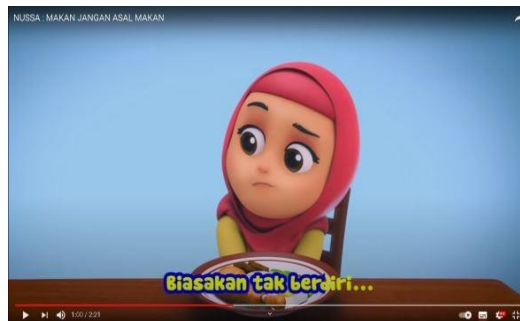 NUSSA : MAKAN JANGAN ASAL MAKAN
Biasakan tak berdiri...
1:00 / 2:21